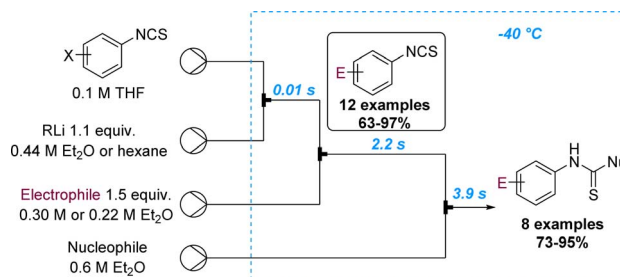 X
NCS
0.1 M THF
RLi 1.1 equiv.
0.44 M Et₂O or hexane
Electrophile 1.5 equiv.
0.30 M or 0.22 M Et₂O
Nucleophile
0.6 M Et₂O
-40 °C
0.01 s
E
NCS
12 examples
63-97%
2.2 s
3.9 s
E
H
N
S
8 examples
73-95%